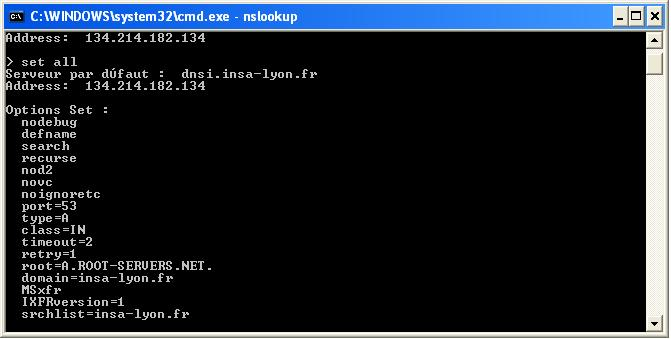 C:\WINDOWS\system32\cmd.exe - nslookup
Address:  134.214.182.134
> set all
Serveur par dÚfaut :  dnsi.insa-lyon.fr
Address:  134.214.182.134
Options Set :
  nodebug
  defname
  search
  recurse
  nod2
  novc
  noignoretc
  port=53
  type=A
  class=IN
  timeout=2
  retry=1
  root=A.ROOT-SERVERS.NET.
  domain=insa-lyon.fr
  MSxfr
  IXFRversion=1
  srchlist=insa-lyon.fr